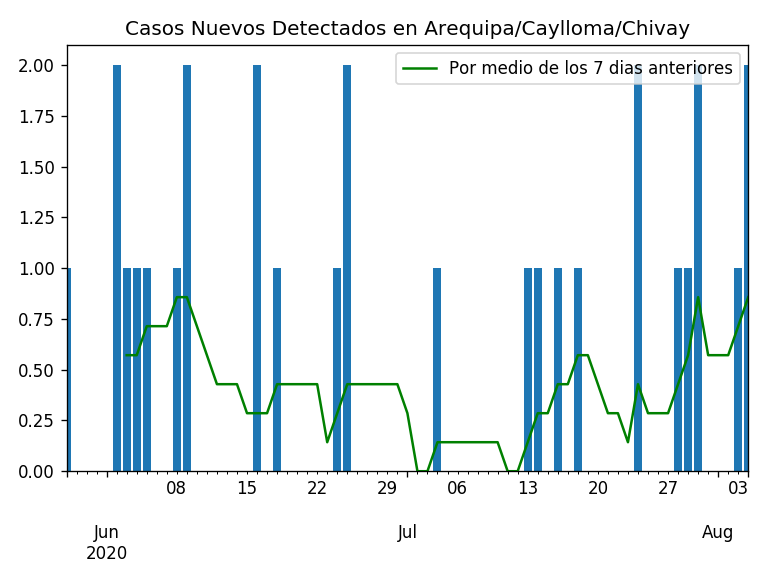 Casos Nuevos Detectados en Arequipa/Caylloma/Chivay
Por medio de los 7 dias anteriores
2.00
1.75
1.50
1.25
1.00
0.75
0.50
0.25
0.00
08 15 22 29 06 13 20 27 03
Jun Jul Aug
2020